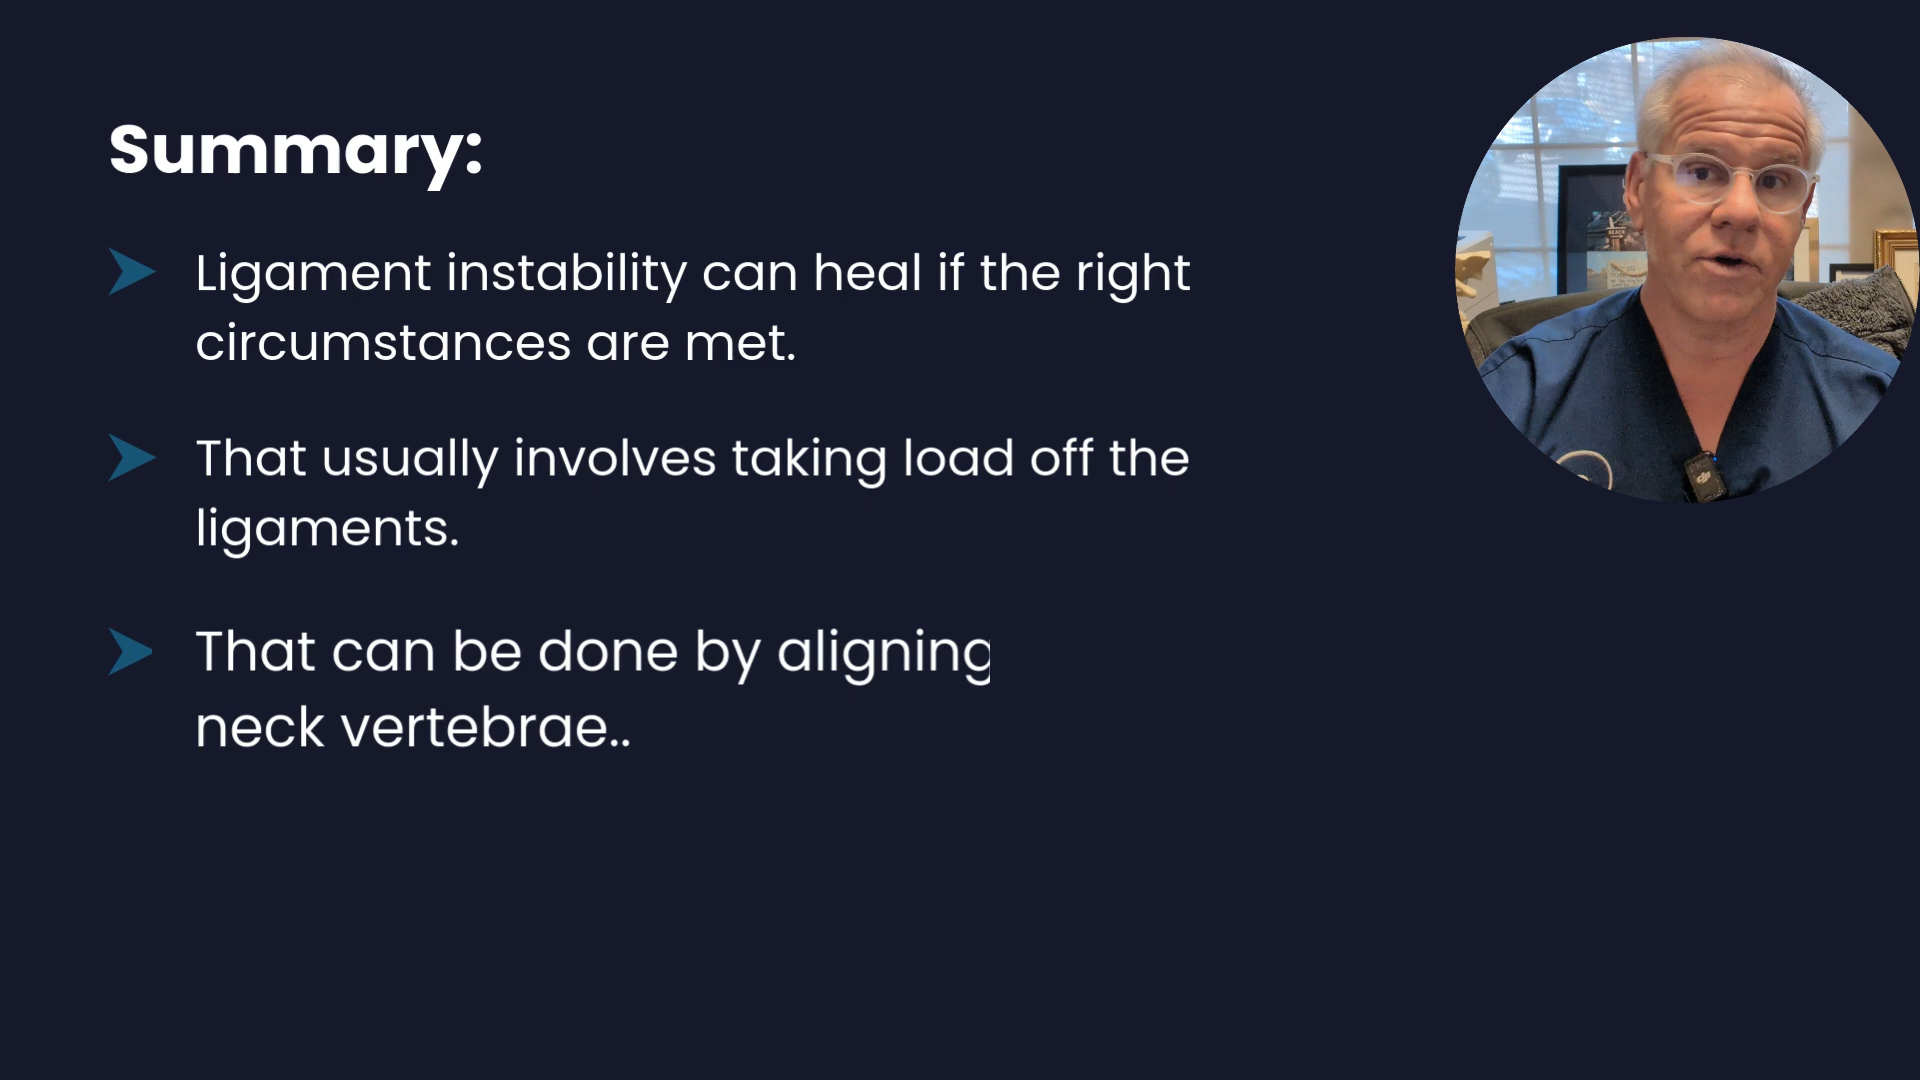 Summary:
Ligament instability can heal if the right
circumstances are met.
That usually involves taking load off the
ligaments.
That can be done by aligning
neck vertebrae..
BEACH